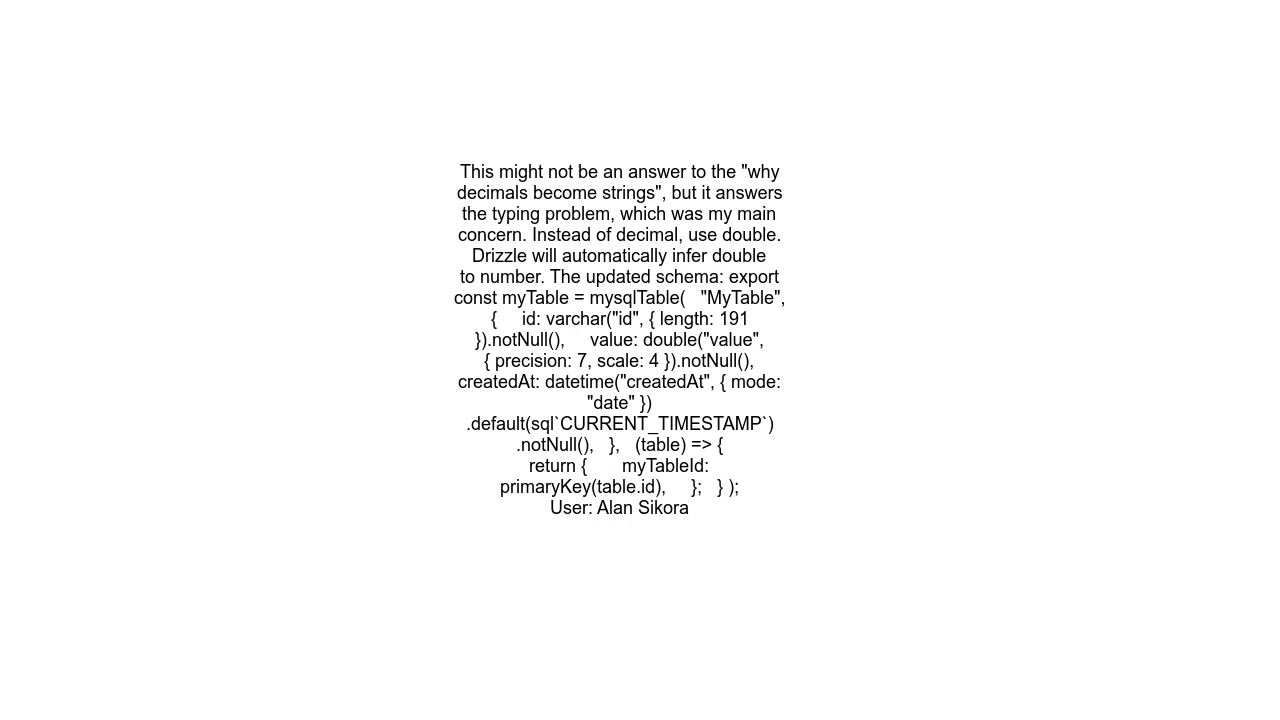 This might not be an answer to the "why
decimals become strings", but it answers
the typing problem, which was my main
concern. Instead of decimal, use double.
Drizzle will automatically infer double
to number. The updated schema: export
const myTable = mysqlTable(   "MyTable",
{     id: varchar("id", { length: 191
}).notNull(),     value: double("value",
{ precision: 7, scale: 4 }).notNull(),
createdAt: datetime("createdAt", { mode:
"date" })
.default(sql`CURRENT_TIMESTAMP`)
.notNull(),   },   (table) => {
return {       myTableId:
primaryKey(table.id),     };   } );
User: Alan Sikora